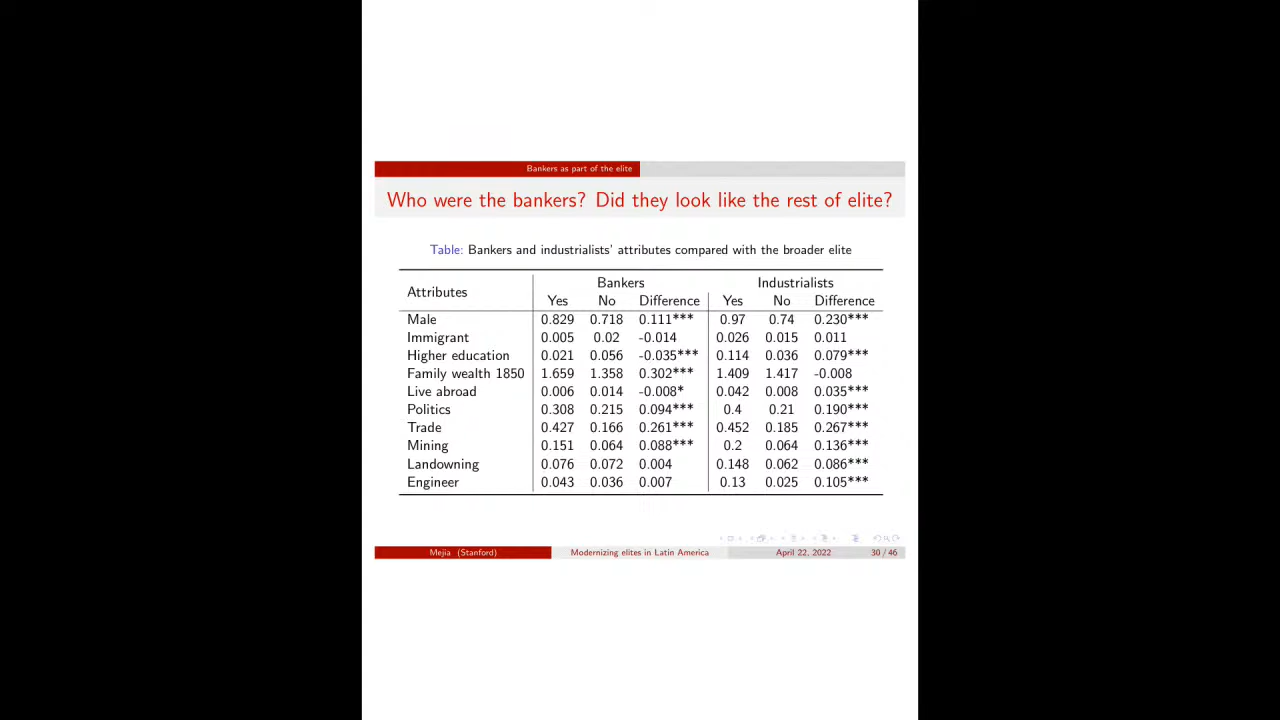 Bankers as part of the elite
Who were the bankers? Did they look like the rest of elite?
Table: Bankers and industrialists' attributes compared with the broader elite
Attributes Bankers Industrialists
Yes No Difference Yes No Difference
Male 0.829 0.718 0.111*** 0.97 0.74 0.230***
Immigrant 0.005 0.02 -0.014 0.026 0.015 0.011
Higher education 0.021 0.056 -0.035*** 0.114 0.036 0.079***
Family wealth 1850 1.659 1.358 0.302*** 1.409 1.417 -0.008
Live abroad 0.006 0.014 -0.008* 0.042 0.008 0.035***
Politics 0.308 0.215 0.094*** 0.4 0.21 0.190***
Trade 0.427 0.166 0.261*** 0.452 0.185 0.267***
Mining 0.151 0.064 0.088*** 0.2 0.064 0.136***
Landowning 0.076 0.072 0.004 0.148 0.062 0.086***
Engineer 0.043 0.036 0.007 0.13 0.025 0.105***
Mejia (Stanford) Modernizing elites in Latin America April 22, 2022 30 / 46